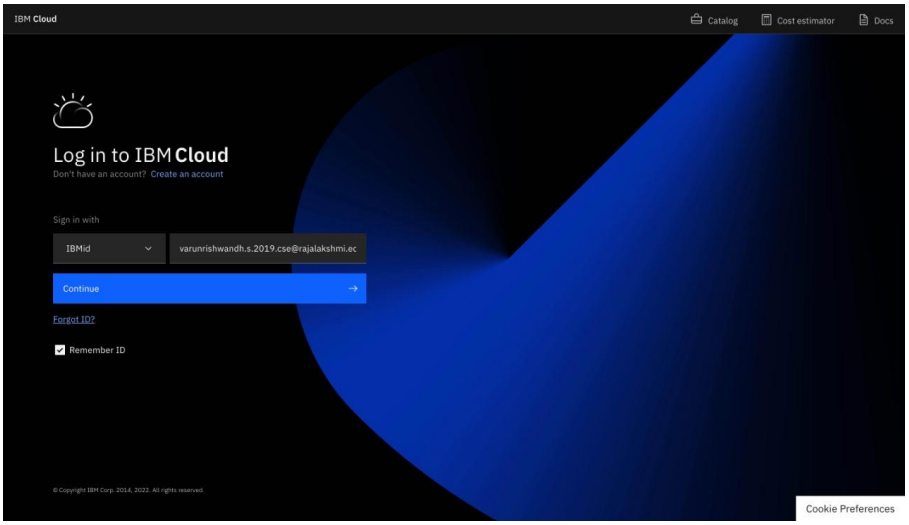 IBM Cloud
Catalog
Cost estimator
Docs
Log in to IBM Cloud
Don't have an account? Create an account
Sign in with
IBMid
varunrishwandh.s.2019.cse@rajalakshmi.ec
Continue
Forgot ID?
Remember ID
© Copyright IBM Corp. 2014, 2022. All rights reserved.
Cookie Preferences